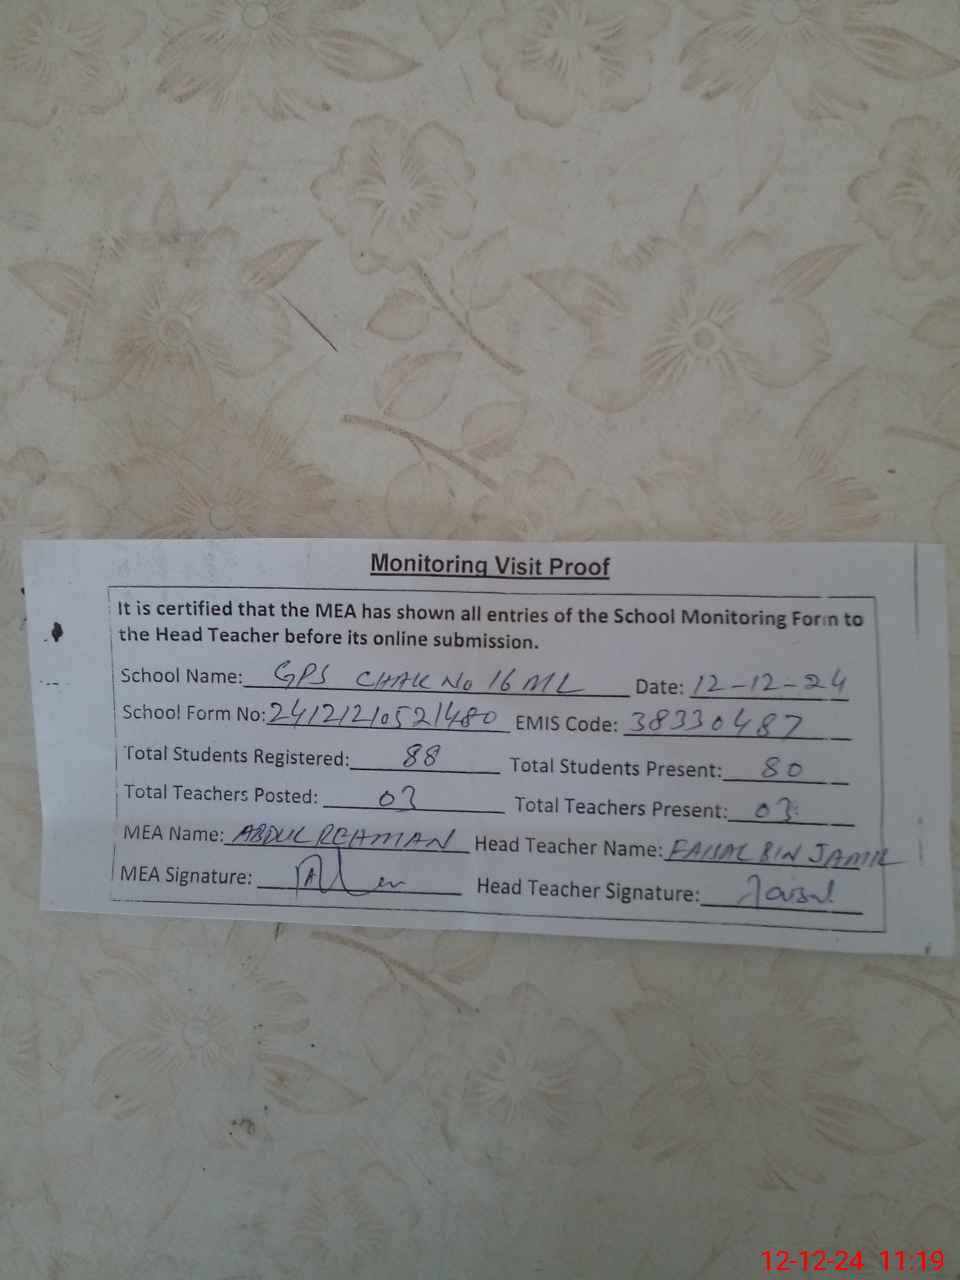 Monitoring Visit Proof
It is certified that the MEA has shown all entries of the School Monitoring Form to
the Head Teacher before its online submission.
School Name: GPS CHAK No 16 ML Date: 12-12-24
School Form No: 24121210521480 EMIS Code: 38330487
Total Students Registered: 88 Total Students Present: 80
Total Teachers Posted: 03 Total Teachers Present: 03
MEA Name: ABDUL REHMAN Head Teacher Name: FAISAL BIN JAMIL
MEA Signature: Head Teacher Signature: Faisal
12-12-24 11:19